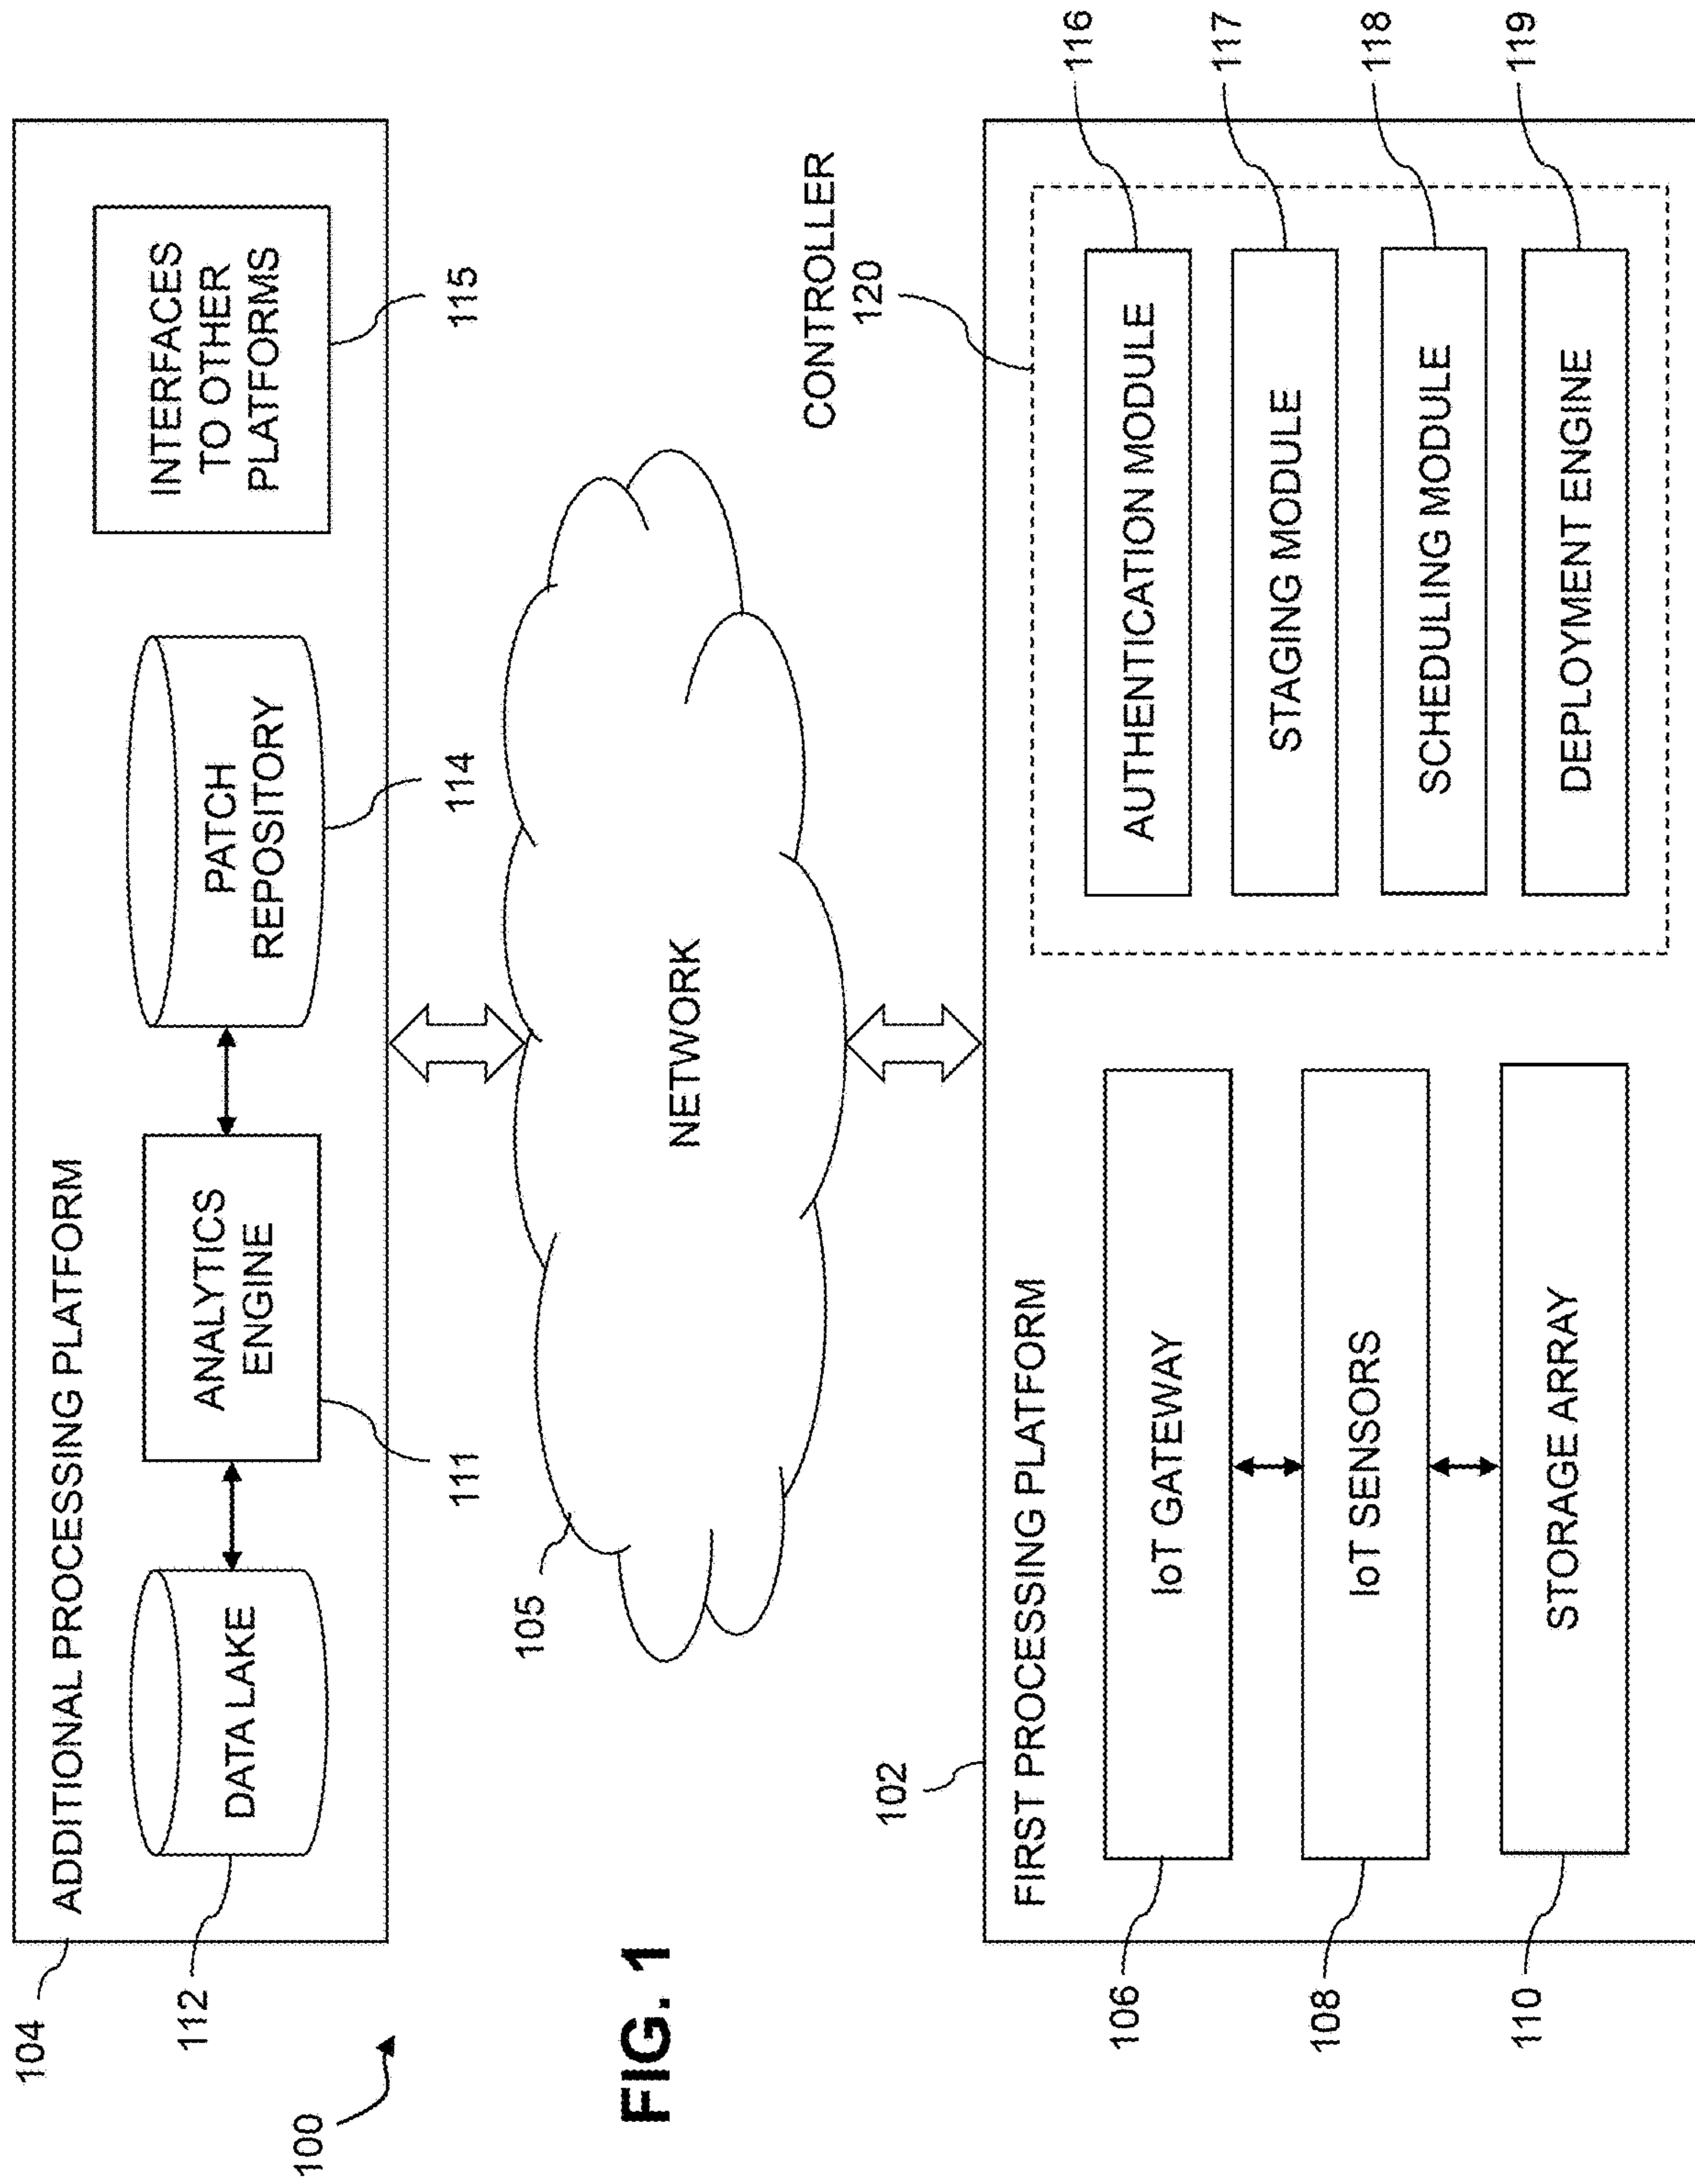 100
104
ADDITIONAL PROCESSING PLATFORM
112
DATA LAKE
ANALYTICS
ENGINE
111
PATCH
REPOSITORY
114
INTERFACES
TO OTHER
PLATFORMS
115
105
NETWORK
FIG. 1
CONTROLLER
120
102
FIRST PROCESSING PLATFORM
106
IoT GATEWAY
108
IoT SENSORS
110
STORAGE ARRAY
AUTHENTICATION MODULE
116
STAGING MODULE
117
SCHEDULING MODULE
118
DEPLOYMENT ENGINE
119